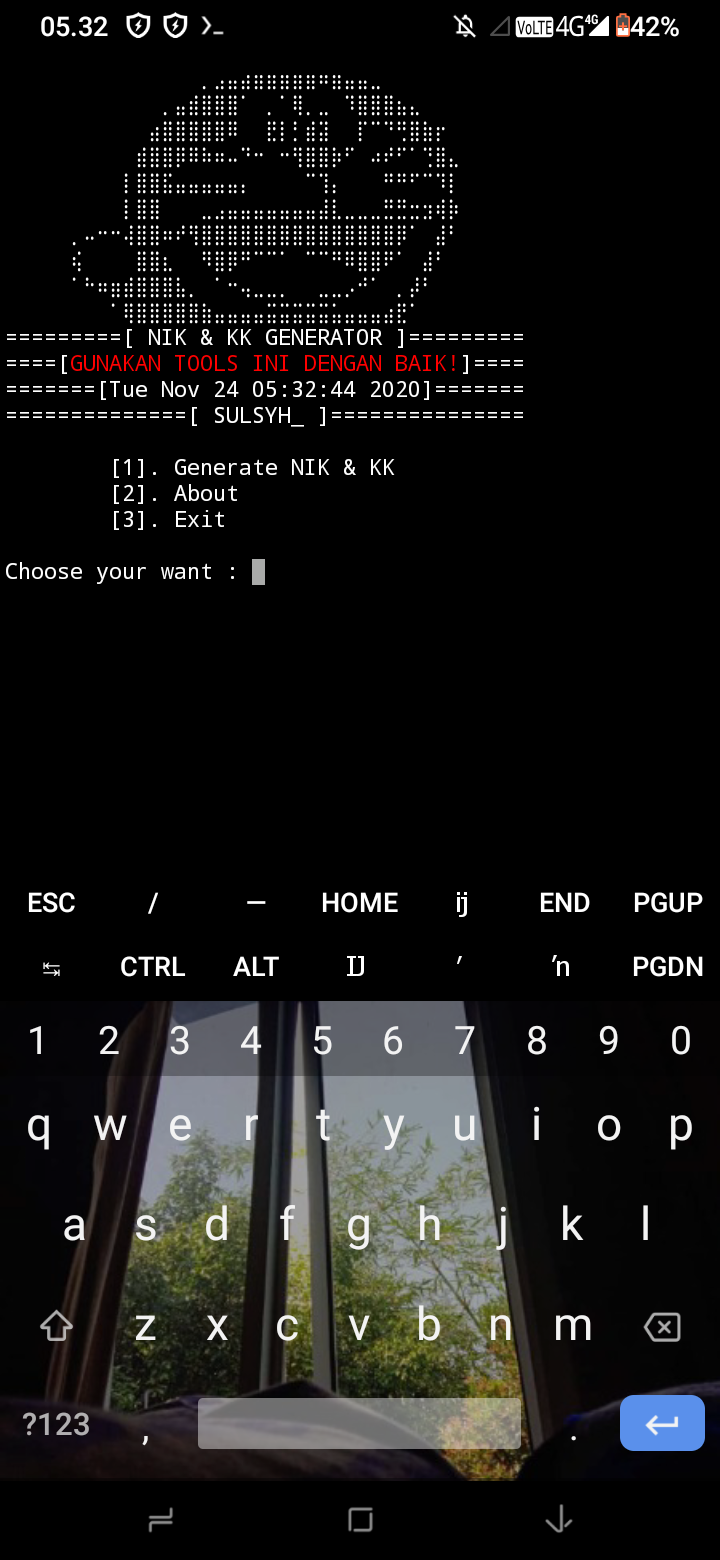 05.32 VoLTE 4G 4G 42%
=========[ NIK & KK GENERATOR ]=========
====[GUNAKAN TOOLS INI DENGAN BAIK!]====
=======[Tue Nov 24 05:32:44 2020]=======
==============[ SULSYH_ ]===============
[1]. Generate NIK & KK
[2]. About
[3]. Exit
Choose your want :
ESC / — HOME ij END PGUP
↹ CTRL ALT IJ ′ ŉ PGDN
1 2 3 4 5 6 7 8 9 0
q w e r t y u i o p
a s d f g h j k l
z x c v b n m
?123 , .